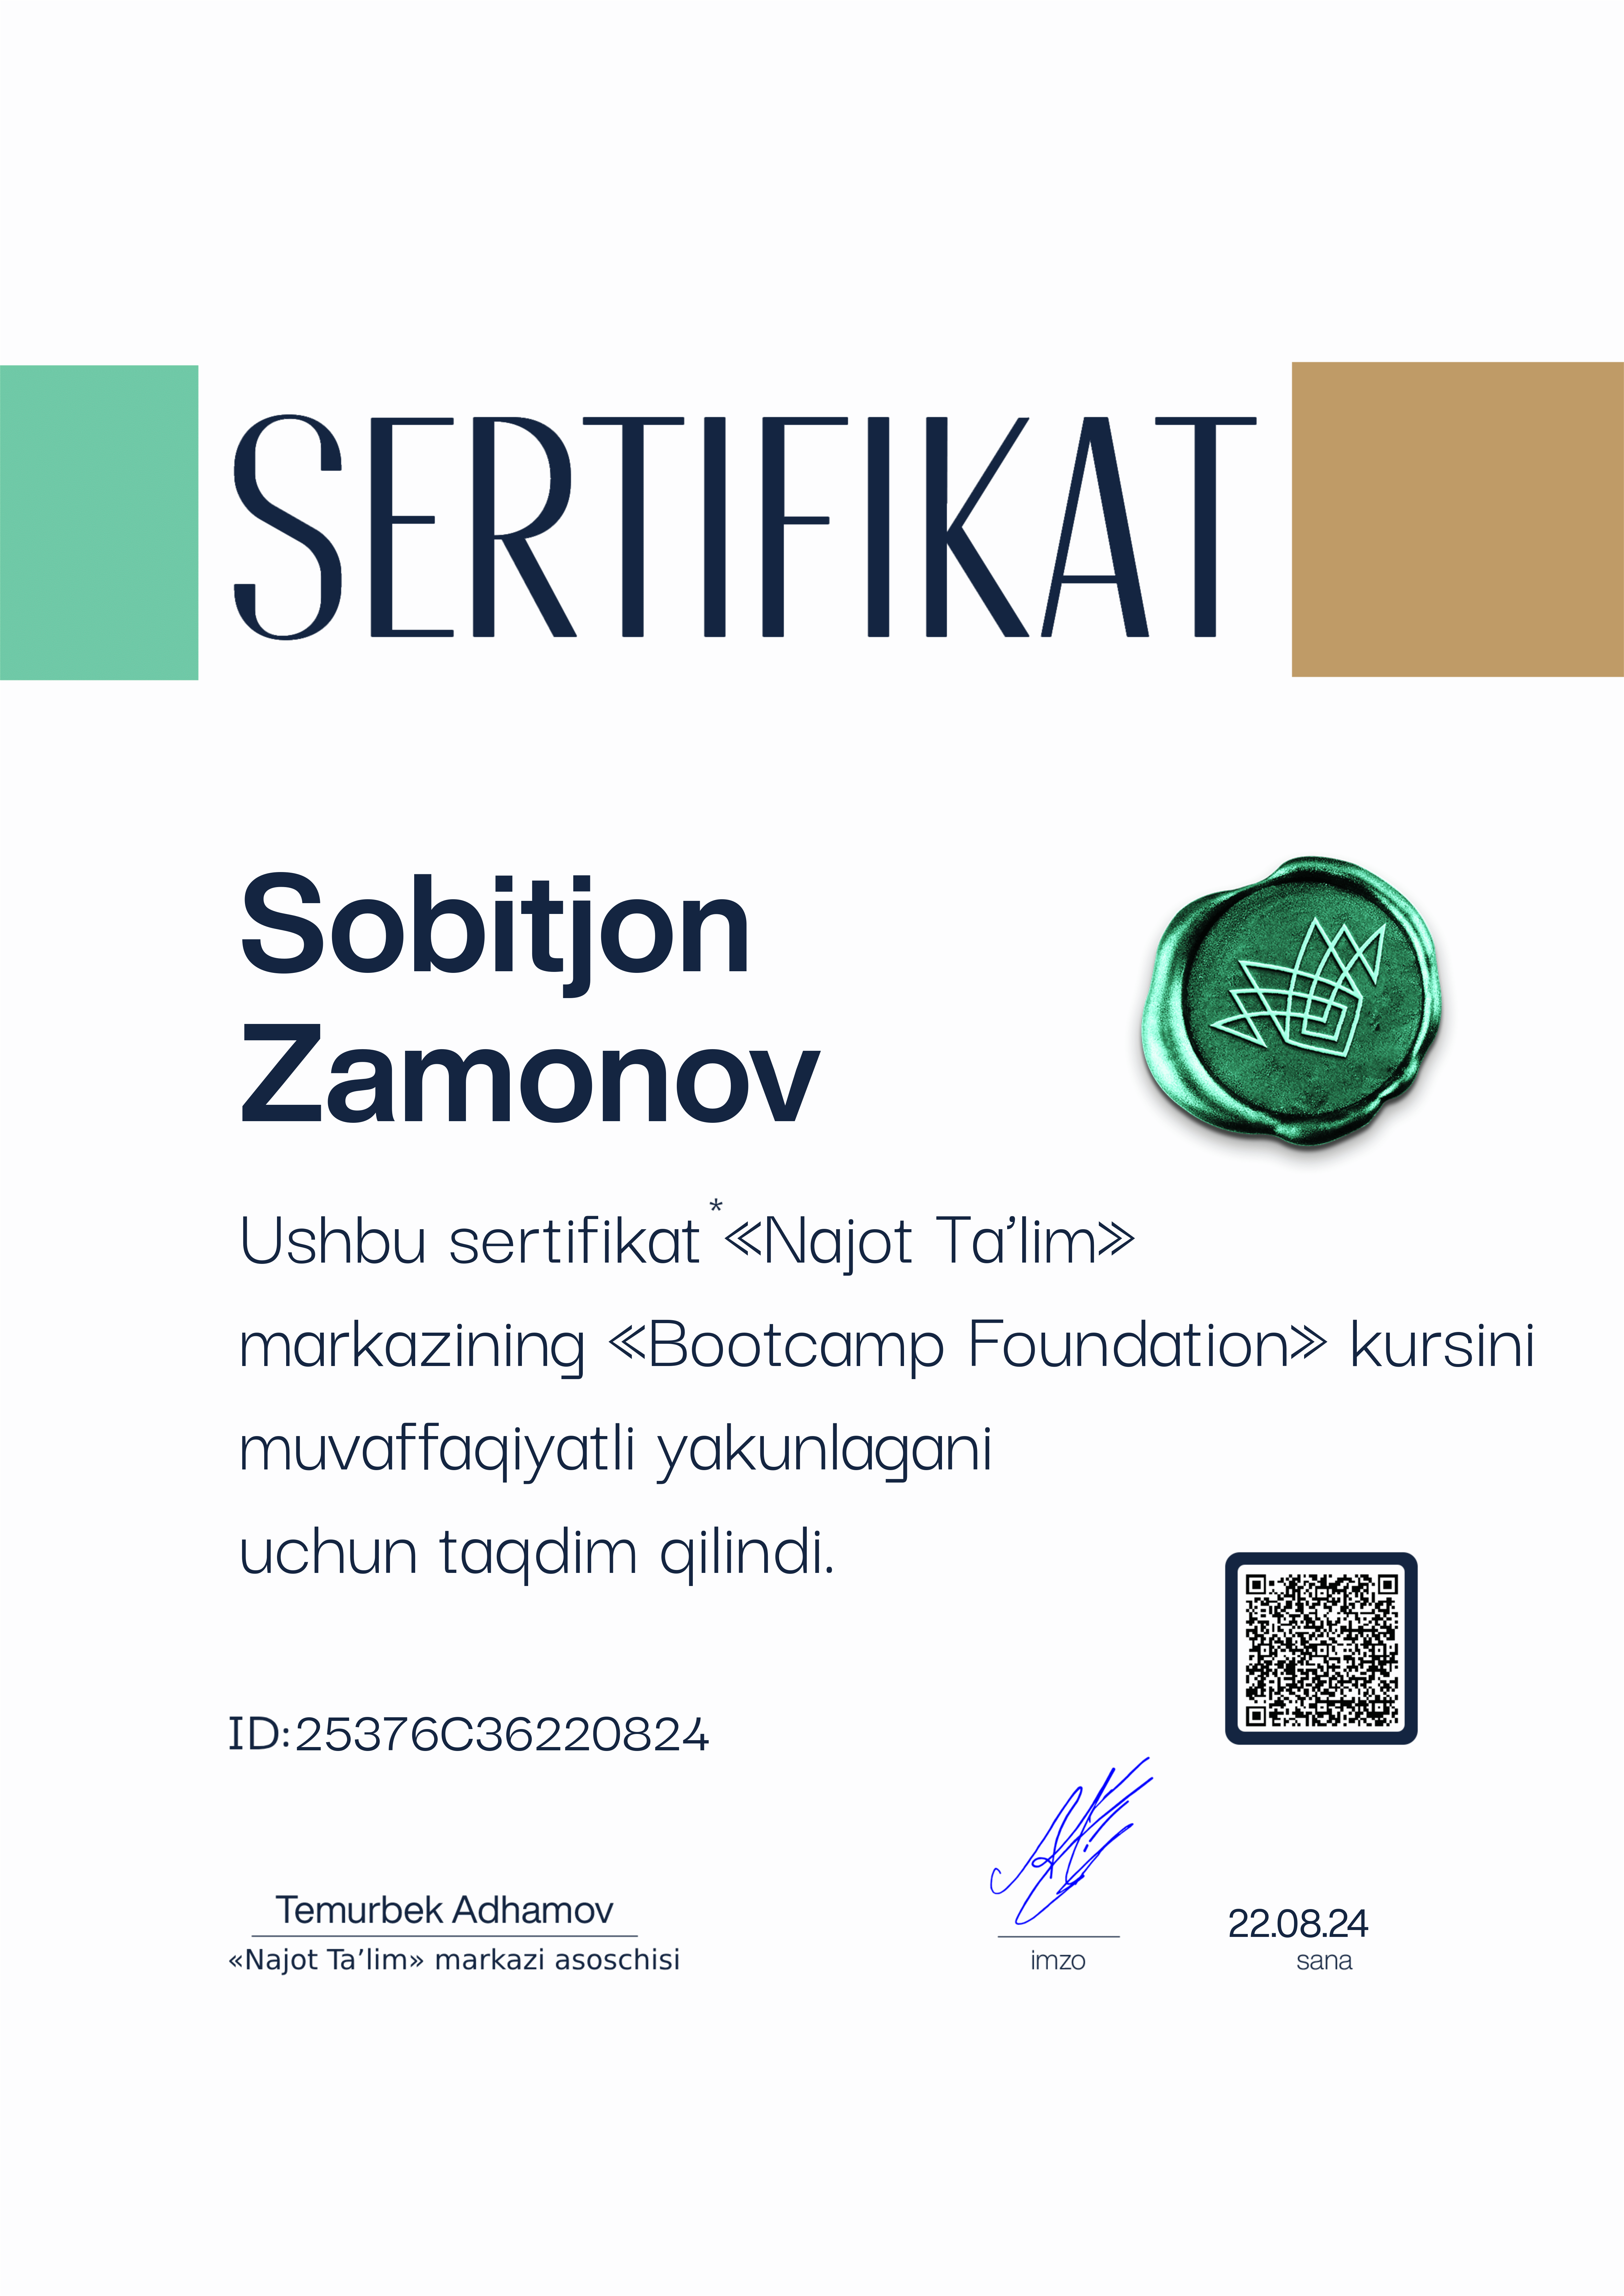 SERTIFIKAT
Sobitjon
Zamonov
Ushbu sertifikat *«Najot Ta’lim»
markazining «Bootcamp Foundation» kursini
muvaffaqiyatli yakunlagani
uchun taqdim qilindi.
ID:25376C36220824
Temurbek Adhamov
«Najot Ta’lim» markazi asoschisi
imzo
22.08.24
sana